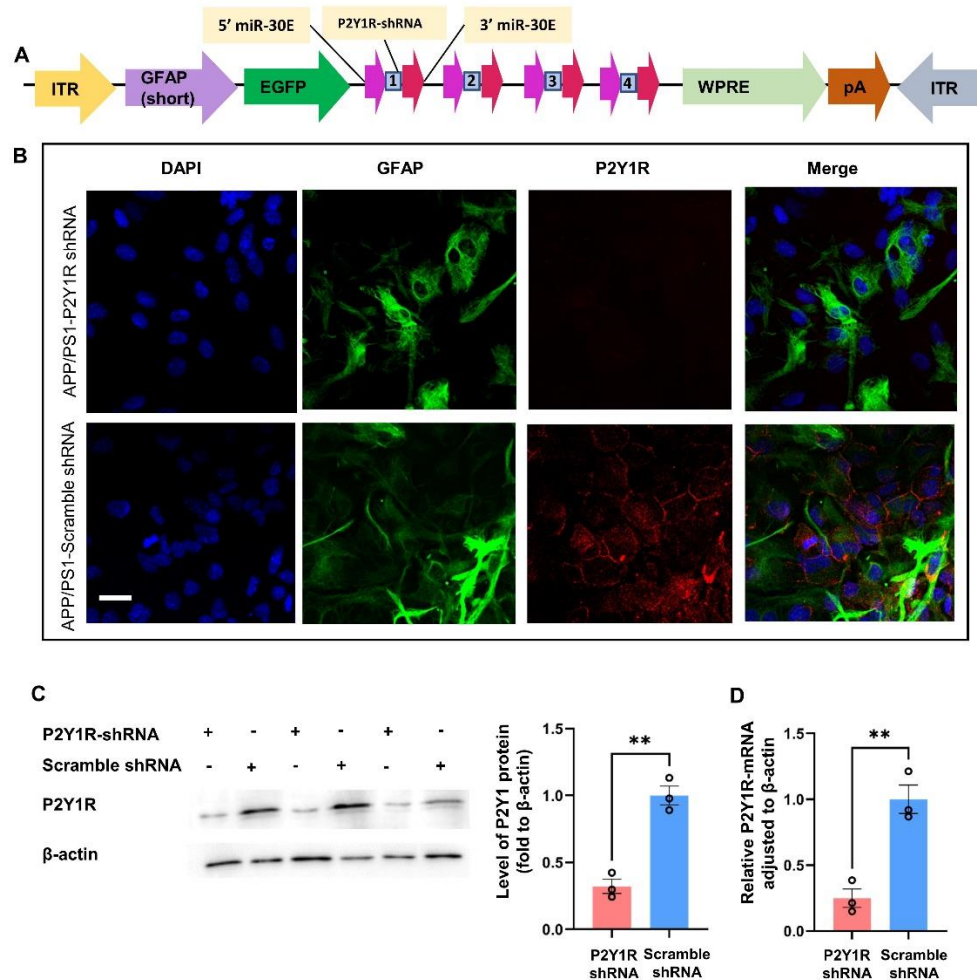 5' miR-30E
P2Y1R-shRNA
3' miR-30E
A
ITR
GFAP
(short)
EGFP
1
2
3
4
WPRE
pA
ITR
B
DAPI
GFAP
P2Y1R
Merge
APP/PS1-P2Y1R shRNA
APP/PS1-Scramble shRNA
C
P2Y1R-shRNA + - + - + -
Scramble shRNA - + - + - +
P2Y1R
β-actin
Level of P2Y1 protein
(fold to β-actin)
1.5
1.0
0.5
0.0
**
P2Y1R
shRNA
Scramble
shRNA
D
Relative P2Y1R-mRNA
adjusted to β-actin
1.5
1.0
0.5
0.0
**
P2Y1R
shRNA
Scramble
shRNA